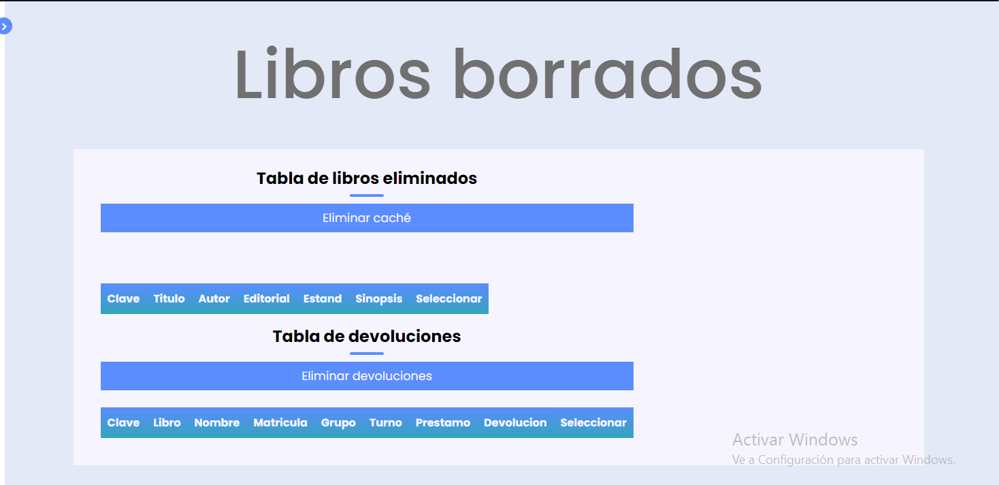 Libros borrados
Tabla de libros eliminados
Eliminar caché
Clave Titulo Autor Editorial Estand Sinopsis Seleccionar
Tabla de devoluciones
Eliminar devoluciones
Clave Libro Nombre Matricula Grupo Turno Prestamo Devolucion Seleccionar
Activar Windows
Ve a Configuración para activar Windows.